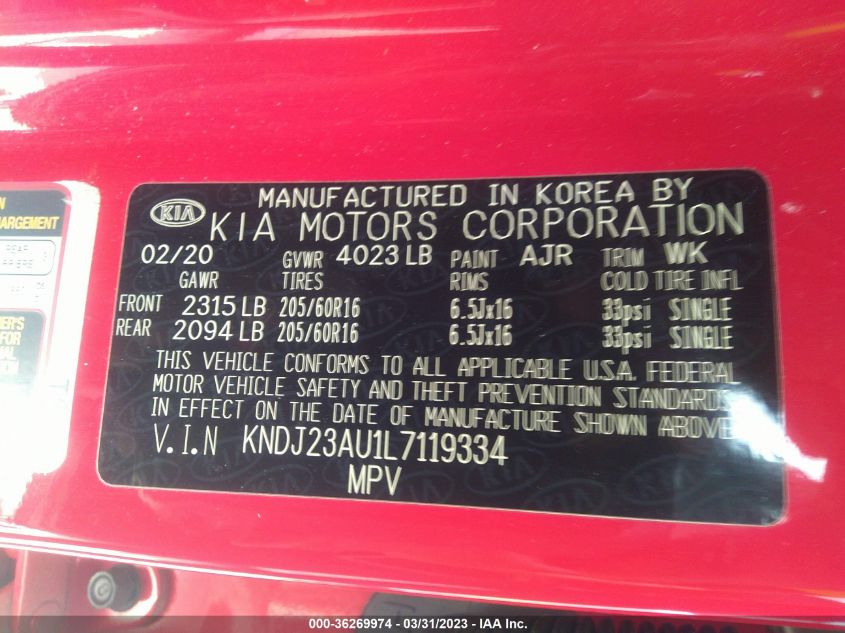 MANUFACTURED IN KOREA BY
KIA KIA MOTORS CORPORATION
02/20 GVWR 4023 LB PAINT AJR TRIM WK
GAWR TIRES RIMS COLD TIRE INFL
FRONT 2315 LB 205/60R16 6.5Jx16 33psi SINGLE
REAR 2094 LB 205/60R16 6.5Jx16 33psi SINGLE
THIS VEHICLE CONFORMS TO ALL APPLICABLE U.S.A. FEDERAL
MOTOR VEHICLE SAFETY AND THEFT PREVENTION STANDARDS
IN EFFECT ON THE DATE OF MANUFACTURE SHOWN ABOVE
V.I.N KNDJ23AU1L7119334
MPV
000-36269974 - 03/31/2023 - IAA Inc.